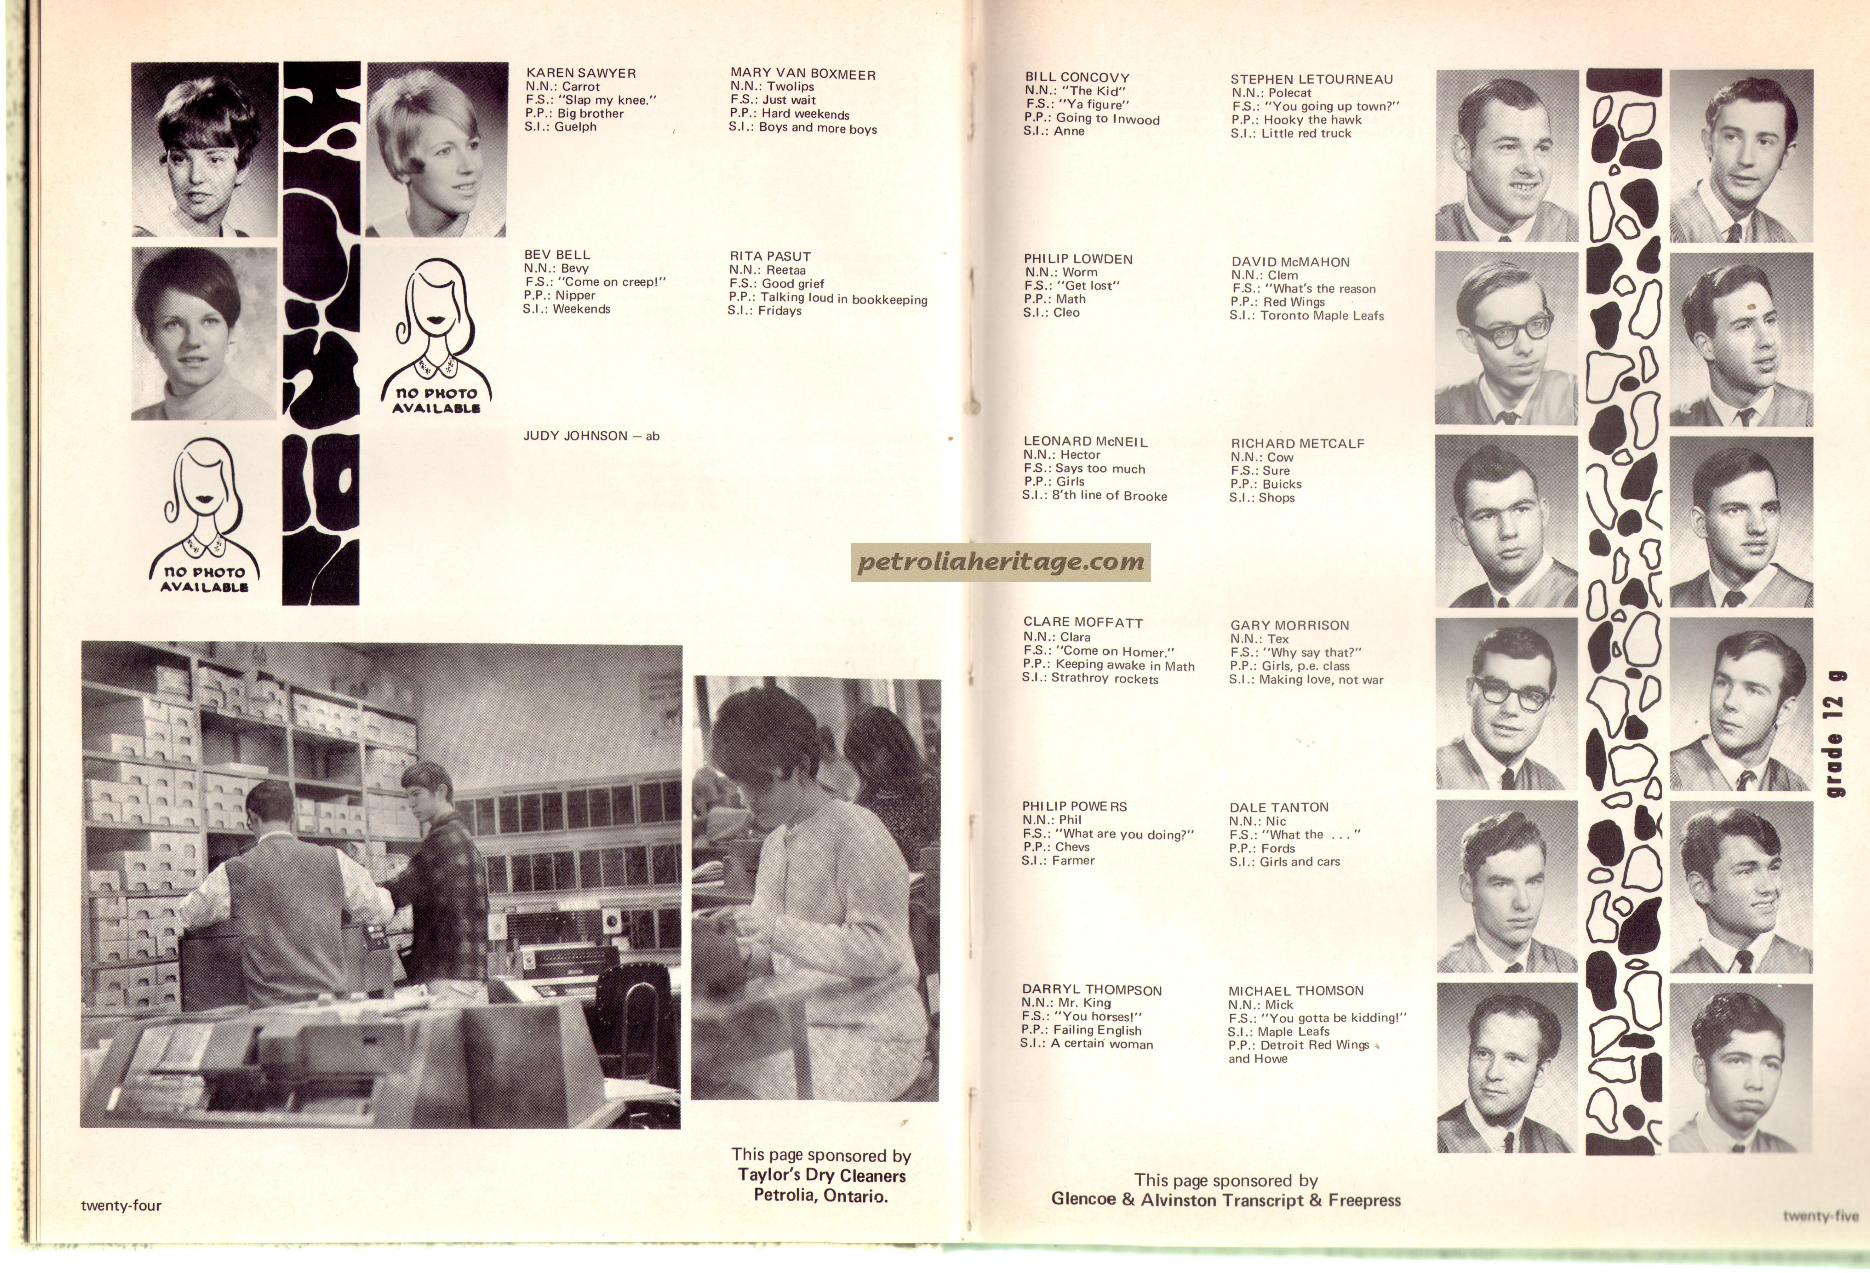 KAREN SAWYER
N.N.: Carrot
F.S.: "Slap my knee."
P.P.: Big brother
S.I.: Guelph
MARY VAN BOXMEER
N.N.: Twolips
F.S.: Just wait
P.P.: Hard weekends
S.I.: Boys and more boys
BEV BELL
N.N.: Bevy
F.S.: "Come on creep!"
P.P.: Nipper
S.I.: Weekends
RITA PASUT
N.N.: Reetaa
F.S.: Good grief
P.P.: Talking loud in bookkeeping
S.I.: Fridays
NO PHOTO
AVAILABLE
JUDY JOHNSON — ab
NO PHOTO
AVAILABLE
This page sponsored by
Taylor's Dry Cleaners
Petrolia, Ontario.
twenty-four
petroliaheritage.com
BILL CONCOVY
N.N.: "The Kid"
F.S.: "Ya figure"
P.P.: Going to Inwood
S.I.: Anne
STEPHEN LETOURNEAU
N.N.: Polecat
F.S.: "You going up town?"
P.P.: Hooky the hawk
S.I.: Little red truck
PHILIP LOWDEN
N.N.: Worm
F.S.: "Get lost"
P.P.: Math
S.I.: Cleo
DAVID McMAHON
N.N.: Clem
F.S.: "What's the reason
P.P.: Red Wings
S.I.: Toronto Maple Leafs
LEONARD McNEIL
N.N.: Hector
F.S.: Says too much
P.P.: Girls
S.I.: 8'th line of Brooke
RICHARD METCALF
N.N.: Cow
F.S.: Sure
P.P.: Buicks
S.I.: Shops
CLARE MOFFATT
N.N.: Clara
F.S.: "Come on Homer."
P.P.: Keeping awake in Math
S.I.: Strathroy rockets
GARY MORRISON
N.N.: Tex
F.S.: "Why say that?"
P.P.: Girls, p.e. class
S.I.: Making love, not war
PHILIP POWERS
N.N.: Phil
F.S.: "What are you doing?"
P.P.: Chevs
S.I.: Farmer
DALE TANTON
N.N.: Nic
F.S.: "What the . . . "
P.P.: Fords
S.I.: Girls and cars
DARRYL THOMPSON
N.N.: Mr. King
F.S.: "You horses!"
P.P.: Failing English
S.I.: A certain woman
MICHAEL THOMSON
N.N.: Mick
F.S.: "You gotta be kidding!"
S.I.: Maple Leafs
P.P.: Detroit Red Wings
and Howe
grade 12 g
This page sponsored by
Glencoe & Alvinston Transcript & Freepress
twenty-five